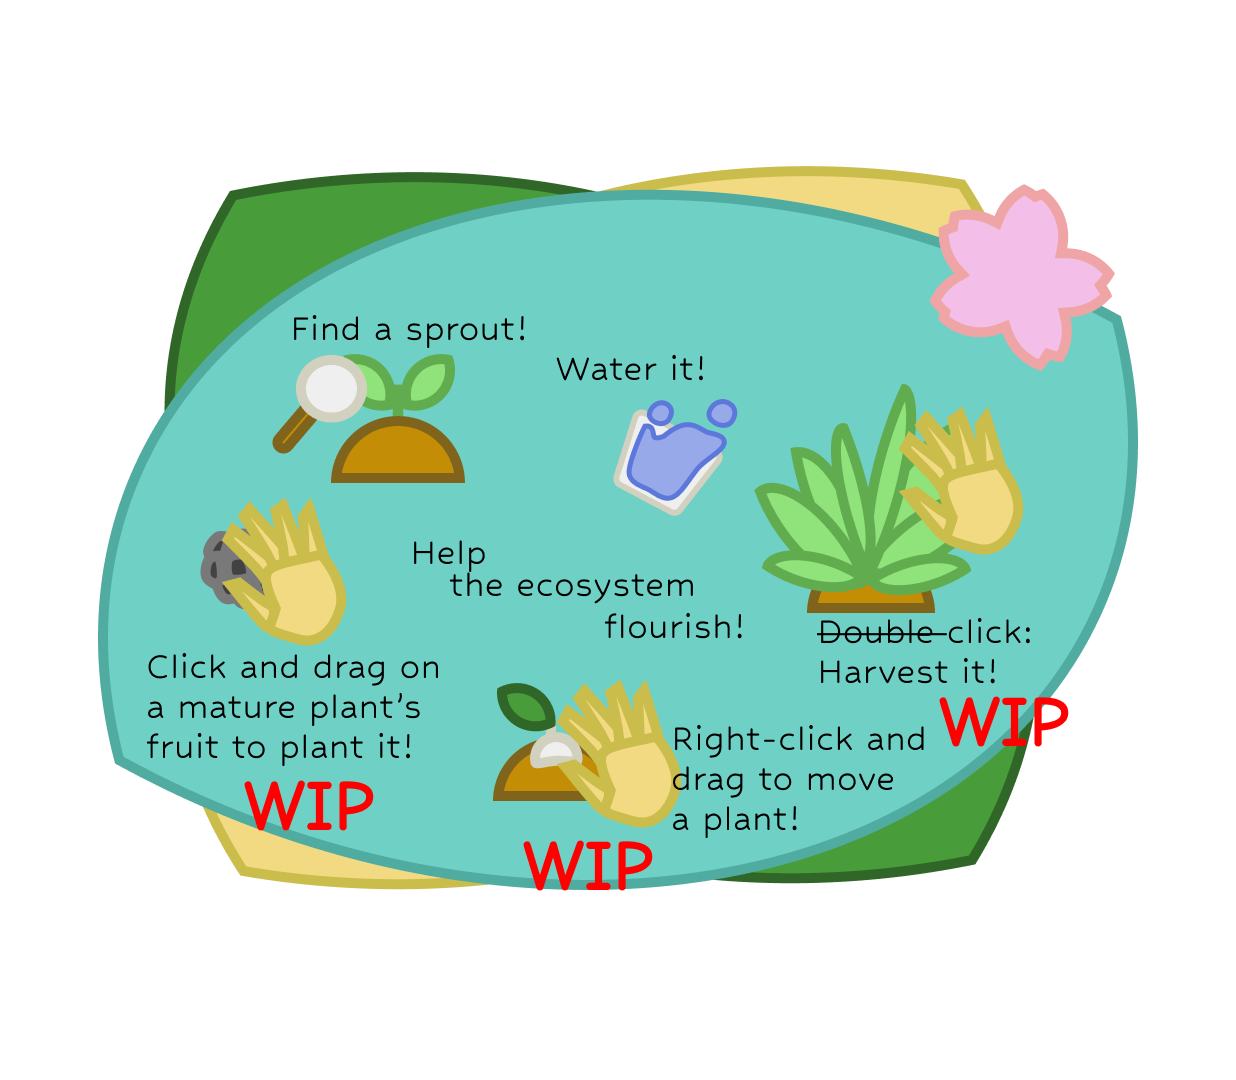 Find a sprout!
Water it!
Help
the ecosystem
flourish!
Double click:
Harvest it!
WIP
Click and drag on
a mature plant’s
fruit to plant it!
WIP
Right-click and
drag to move
a plant!
WIP